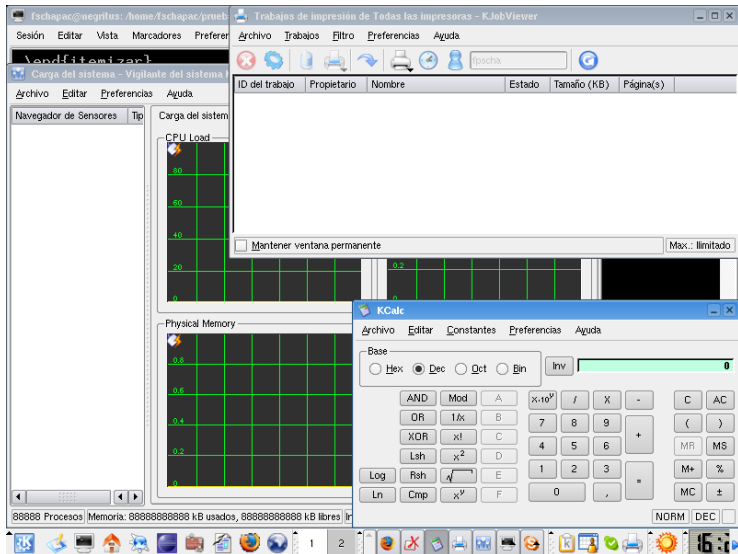 fschapac@negritus: /home/fschapac/prueb
Sesión Editar Vista Marcadores Preferer
\end{itemizar}
Carga del sistema - Vigilante del sistema
Archivo Editar Preferencias Ayuda
Navegador de Sensores Tip
Carga del sistem
CPU Load
80
60
40
20
0
0.2
0
Physical Memory
0.8
0.6
0.4
0.2
88888 Procesos Memoria: 88888888888 kB usados, 88888888888 kB libres
Trabajos de impresión de Todas las impresoras - KJobViewer
Archivo Trabajos Filtro Preferencias Ayuda
fpscha
ID del trabajo Propietario Nombre Estado Tamaño (KB) Página(s)
Mantener ventana permanente
Max.: Ilimitado
KCalc
Archivo Editar Constantes Preferencias Ayuda
Base
Hex Dec Oct Bin Inv 0
AND Mod A x·10^y / X - C AC
OR 1/x B 7 8 9 + ( )
XOR x! C 4 5 6 MR MS
Lsh x^2 D
Log Rsh √ E 1 2 3 = M+ %
Ln Cmp x^y F 0 , MC ±
NORM DEC
1 2